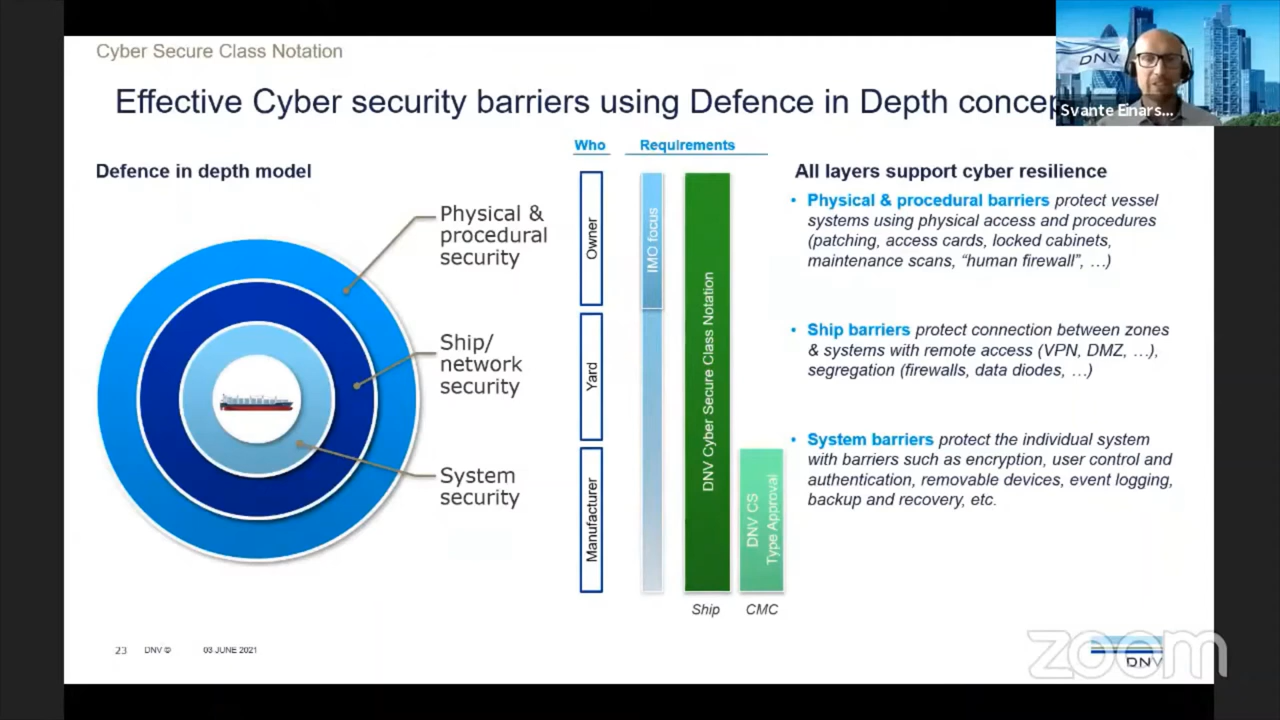 Cyber Secure Class Notation
Effective Cyber security barriers using Defence in Depth
DNV
Svante Einars...
Who
Requirements
Defence in depth model
All layers support cyber resilience
Physical &
procedural
security
Ship/
network
security
System
security
Owner
Yard
Manufacturer
IMO focus
DNV Cyber Secure Class Notation
DNV CS
Type Approval
Ship
CMC
• Physical & procedural barriers protect vessel
systems using physical access and procedures
(patching, access cards, locked cabinets,
maintenance scans, “human firewall”, …)
• Ship barriers protect connection between zones
& systems with remote access (VPN, DMZ, …),
segregation (firewalls, data diodes, …)
• System barriers protect the individual system
with barriers such as encryption, user control and
authentication, removable devices, event logging,
backup and recovery, etc.
23
DNV ©
03 JUNE 2021
zoom
DNV